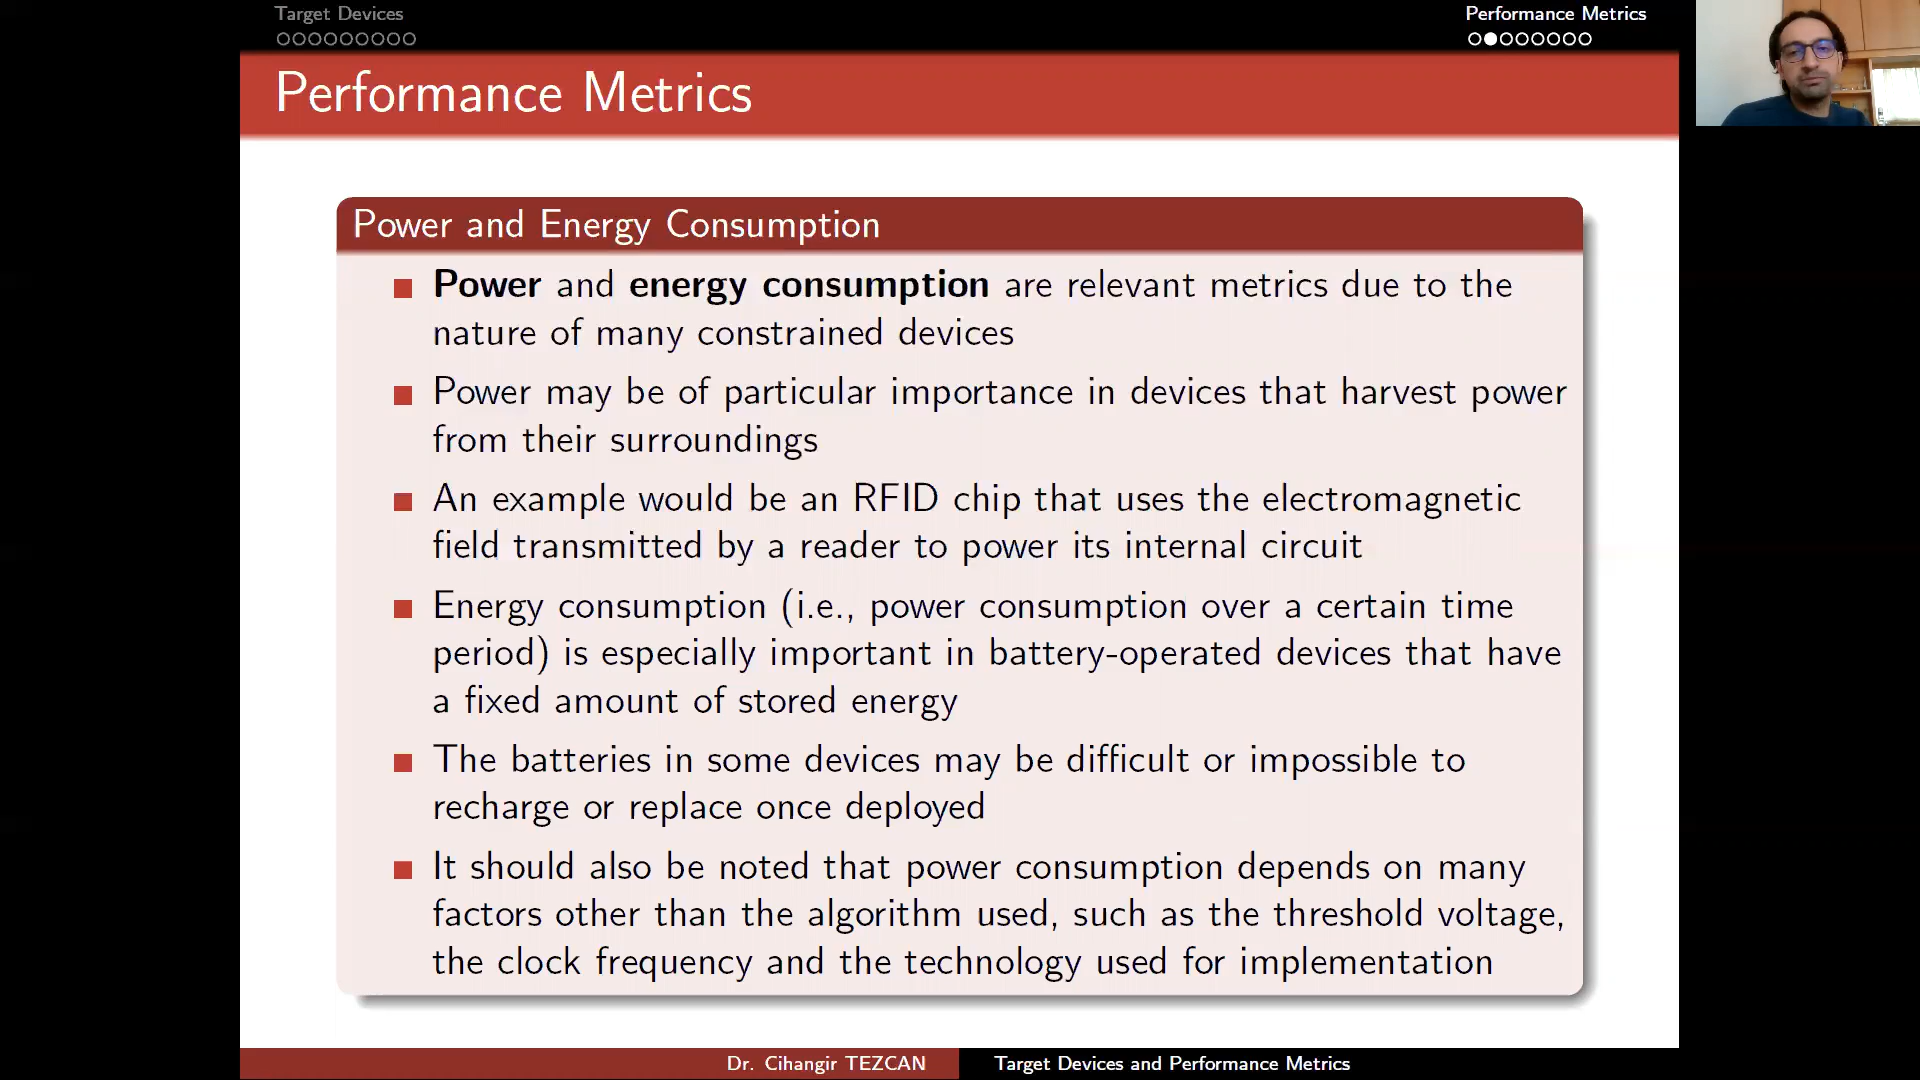 Target Devices
Performance Metrics
Performance Metrics
Power and Energy Consumption
Power and energy consumption are relevant metrics due to the
nature of many constrained devices
Power may be of particular importance in devices that harvest power
from their surroundings
An example would be an RFID chip that uses the electromagnetic
field transmitted by a reader to power its internal circuit
Energy consumption (i.e., power consumption over a certain time
period) is especially important in battery-operated devices that have
a fixed amount of stored energy
The batteries in some devices may be difficult or impossible to
recharge or replace once deployed
It should also be noted that power consumption depends on many
factors other than the algorithm used, such as the threshold voltage,
the clock frequency and the technology used for implementation
Dr. Cihangir TEZCAN
Target Devices and Performance Metrics